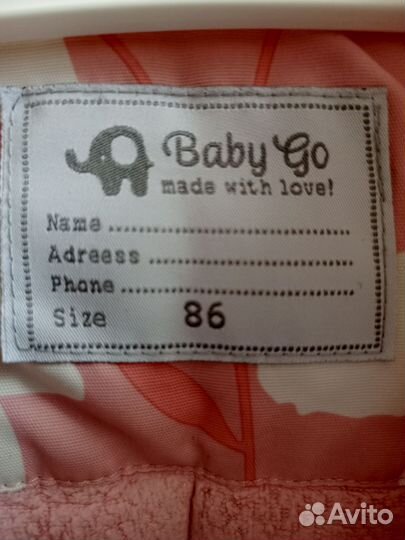 Baby Go
made with love!
Name
Adreess
Phone
Size 86
Avito